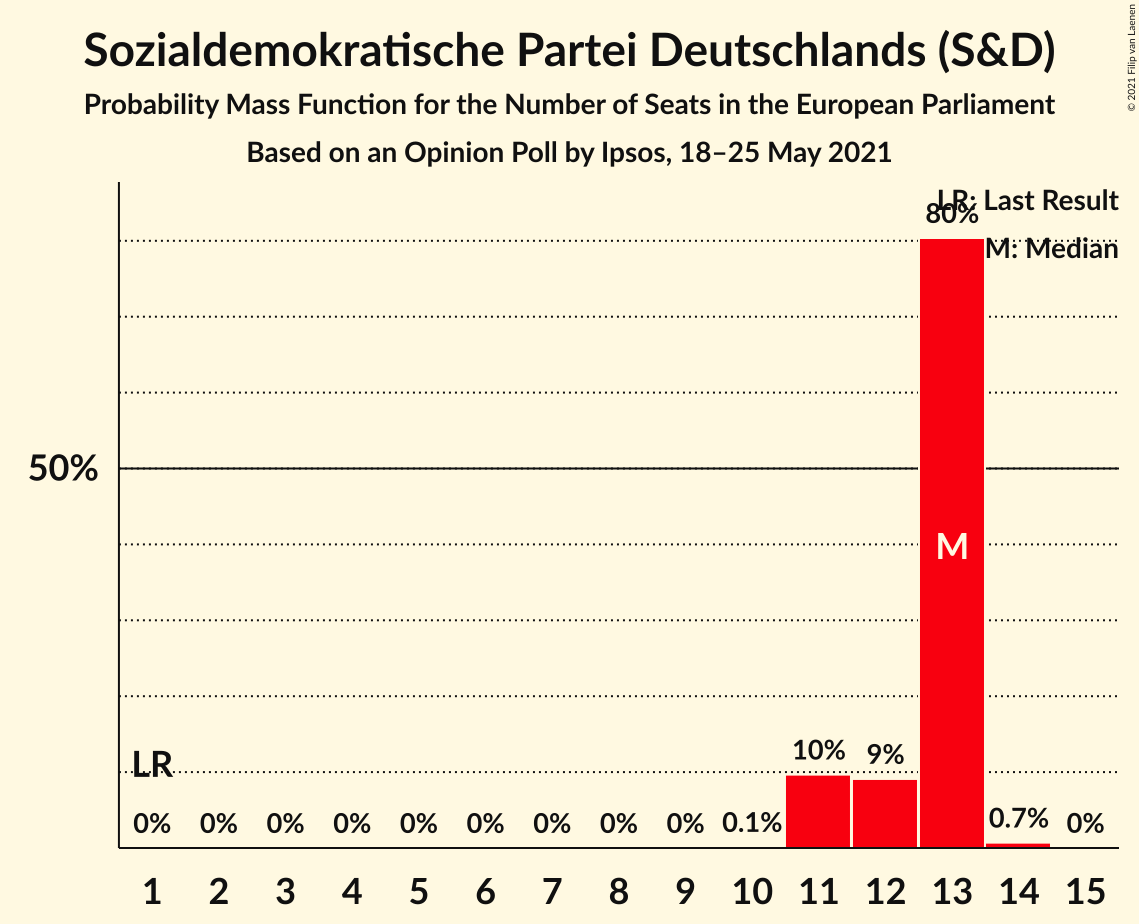 Sozialdemokratische Partei Deutschlands (S&D)
Probability Mass Function for the Number of Seats in the European Parliament
Based on an Opinion Poll by Ipsos, 18–25 May 2021
© 2021 Filip van Laenen
LR: Last Result
80%
M: Median
50%
M
LR
10%
9%
0%
0%
0%
0%
0%
0%
0%
0%
0%
0.1%
0.7%
0%
1 2 3 4 5 6 7 8 9 10 11 12 13 14 15